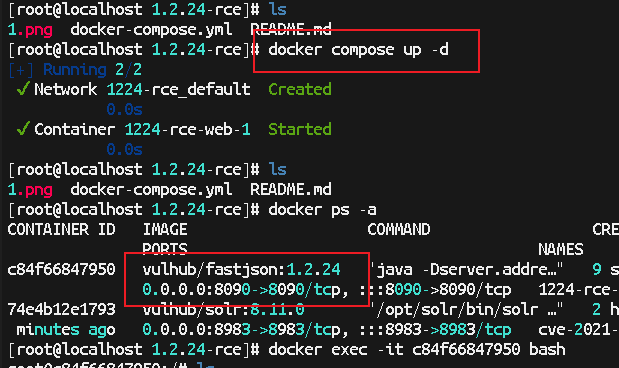 [root@localhost 1.2.24-rce]# ls
1.png docker-compose.yml README.md
[root@localhost 1.2.24-rce]# docker compose up -d
[+] Running 2/2
✓ Network 1224-rce_default Created
0.0s
✓ Container 1224-rce-web-1 Started
0.0s
[root@localhost 1.2.24-rce]# ls
1.png docker-compose.yml README.md
[root@localhost 1.2.24-rce]# docker ps -a
CONTAINER ID IMAGE COMMAND CRE
PORTS NAMES
c84f66847950 vulhub/fastjson:1.2.24 "java -Dserver.addre…" 9 s
0.0.0.0:8090->8090/tcp, :::8090->8090/tcp 1224-rce
74e4b12e1793 vulhub/solr:8.11.0 "/opt/solr/bin/solr …" 2 h
minutes ago 0.0.0.0:8983->8983/tcp, :::8983->8983/tcp cve-2021-
[root@localhost 1.2.24-rce]# docker exec -it c84f66847950 bash
root@c84f66847950:/# ls